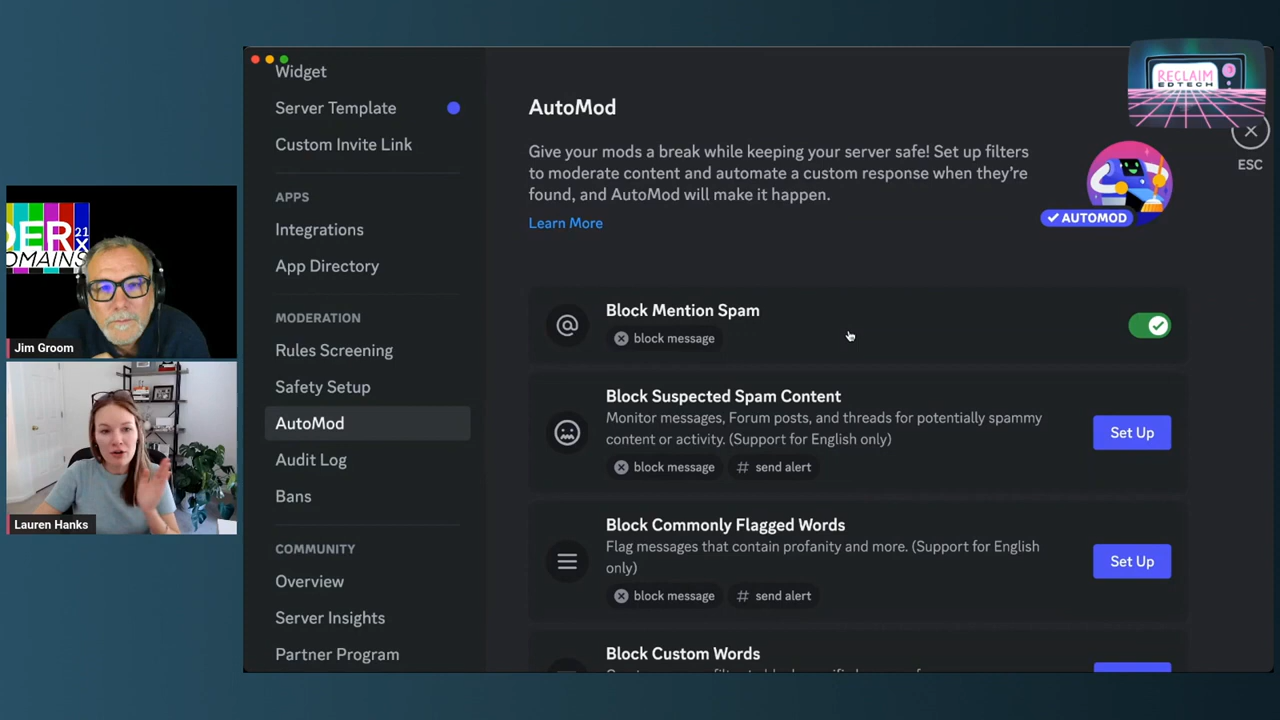 Widget
Server Template
Custom Invite Link
APPS
Integrations
App Directory
MODERATION
Rules Screening
Safety Setup
AutoMod
Audit Log
Bans
COMMUNITY
Overview
Server Insights
Partner Program
AutoMod
Give your mods a break while keeping your server safe! Set up filters
to moderate content and automate a custom response when they're
found, and AutoMod will make it happen.
Learn More
AUTOMOD
RECLAIM
EDTECH
ESC
Block Mention Spam
block message
Block Suspected Spam Content
Monitor messages, Forum posts, and threads for potentially spammy
content or activity. (Support for English only)
block message # send alert
Set Up
Block Commonly Flagged Words
Flag messages that contain profanity and more. (Support for English
only)
block message # send alert
Set Up
Block Custom Words
DER 21
X
OMAINS
Jim Groom
Lauren Hanks